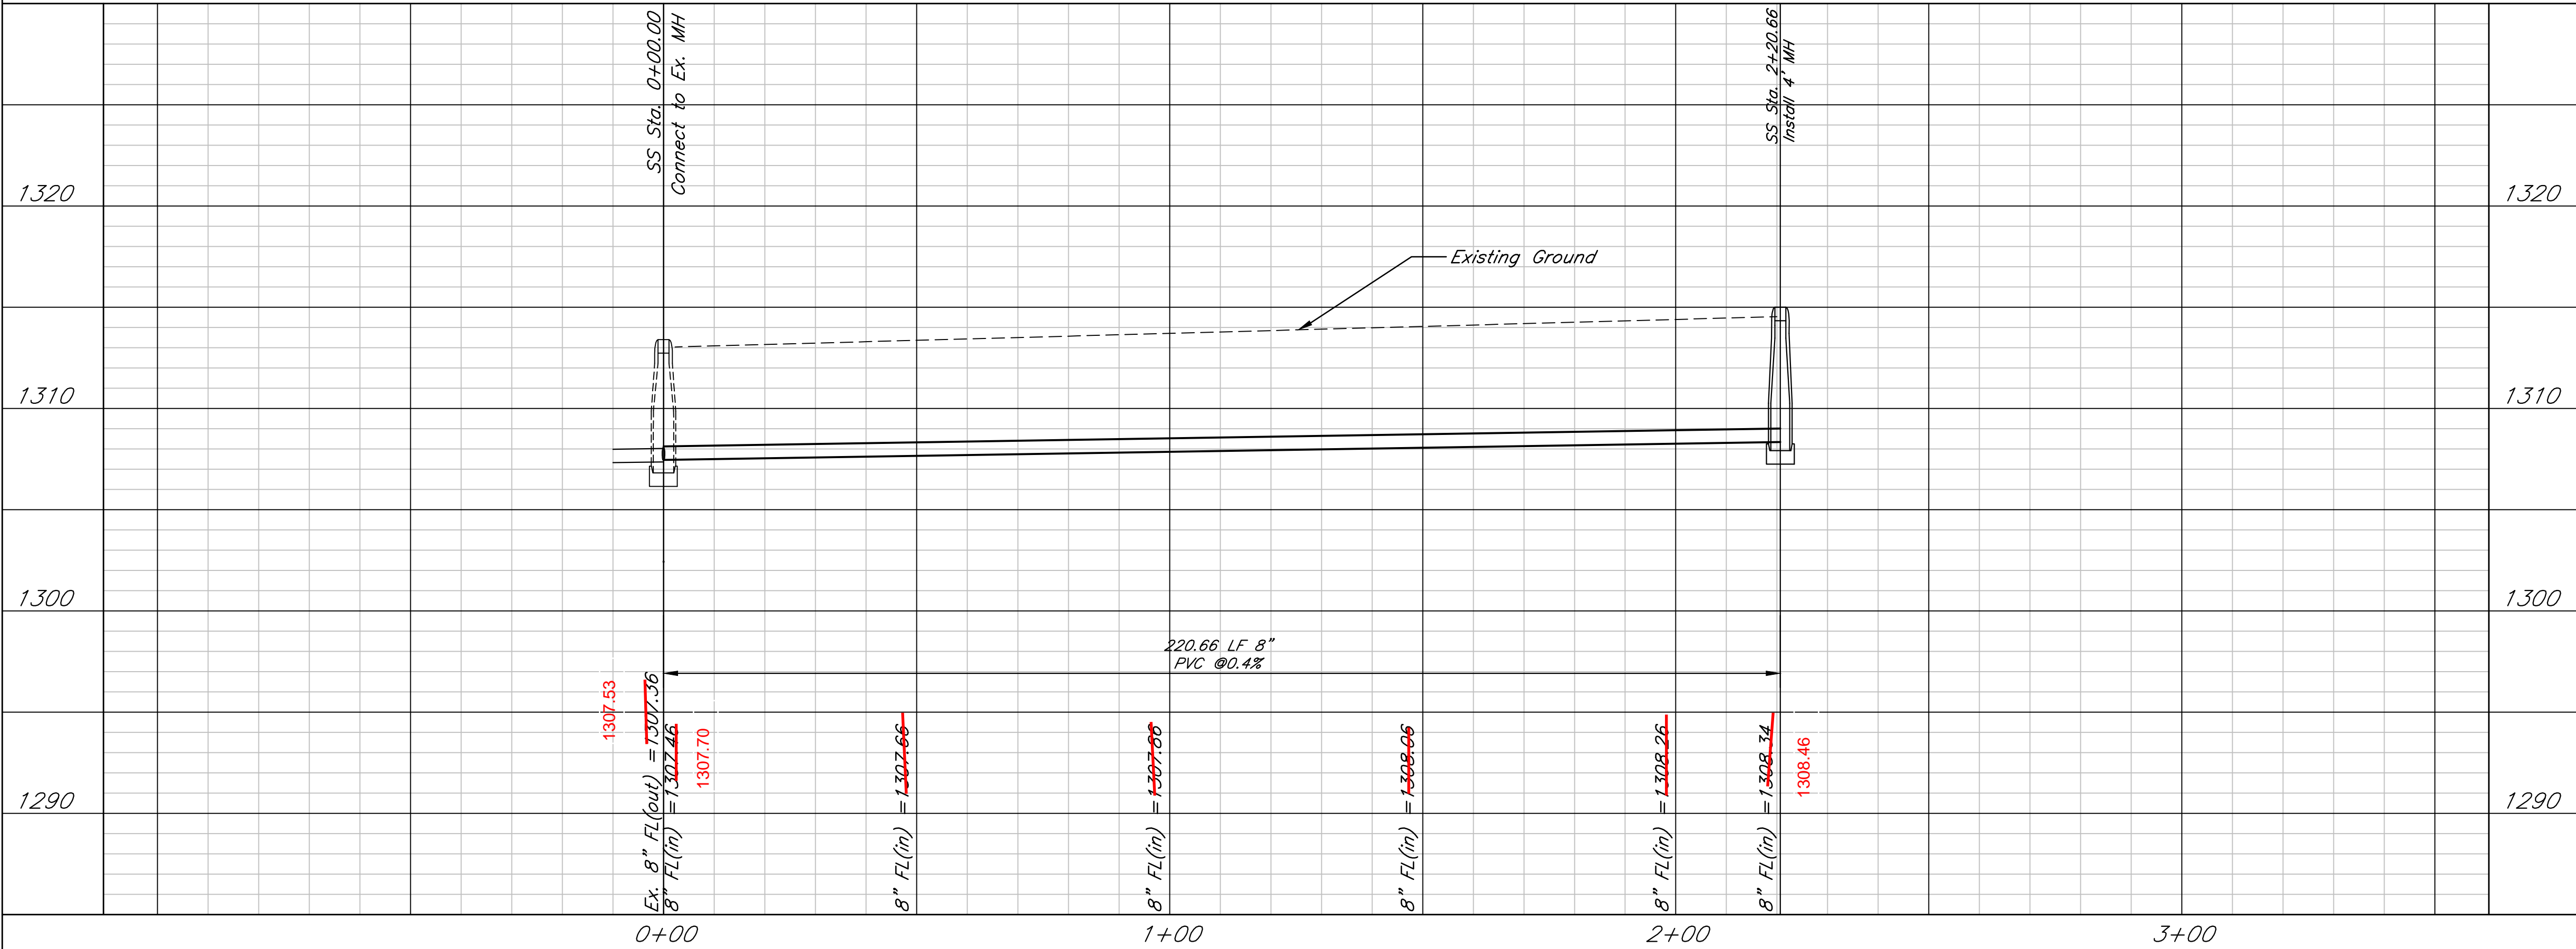 SS Sta. 0+00.00
Connect to Ex. MH
SS Sta. 2+20.66
Install 4' MH
1320
1320
Existing Ground
1310
1310
1300
1300
220.66 LF 8"
PVC @0.4%
1307.53
Ex. 8" FL(out) =1307.36
8" FL(in) =1307.46
1307.70
8" FL(in) =1307.66
8" FL(in) =1307.86
8" FL(in) =1308.06
8" FL(in) =1308.26
8" FL(in) =1308.34
1308.46
1290
1290
0+00
1+00
2+00
3+00